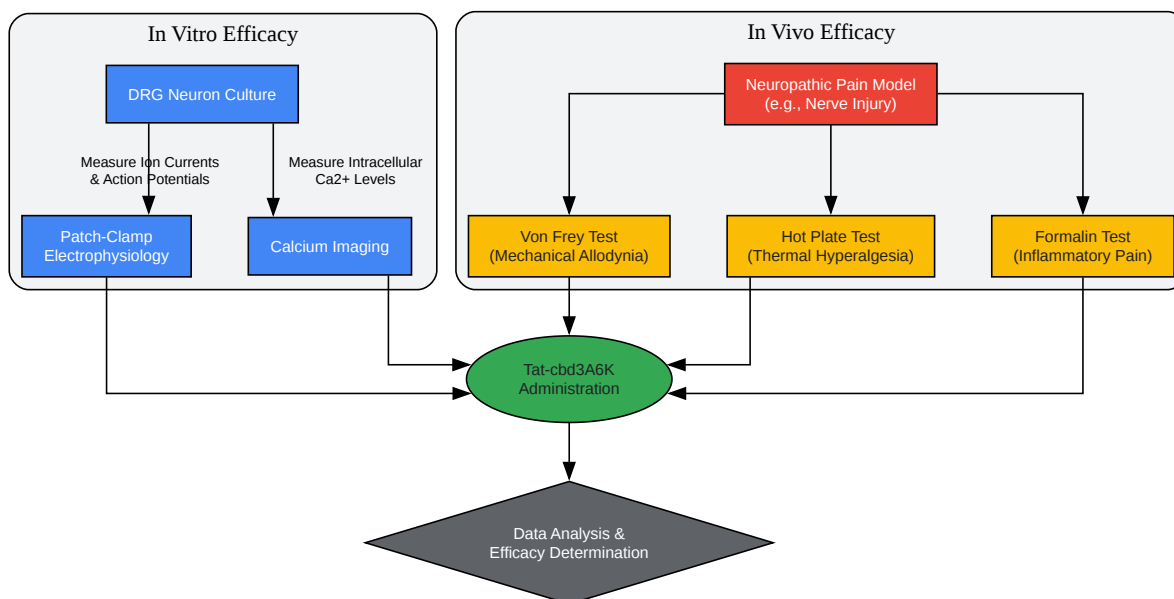 In Vitro Efficacy
DRG Neuron Culture
Measure Ion Currents
& Action Potentials
Measure Intracellular
Ca2+ Levels
Patch-Clamp
Electrophysiology
Calcium Imaging
In Vivo Efficacy
Neuropathic Pain Model
(e.g., Nerve Injury)
Von Frey Test
(Mechanical Allodynia)
Hot Plate Test
(Thermal Hyperalgesia)
Formalin Test
(Inflammatory Pain)
Tat-cbd3A6K
Administration
Data Analysis &
Efficacy Determination